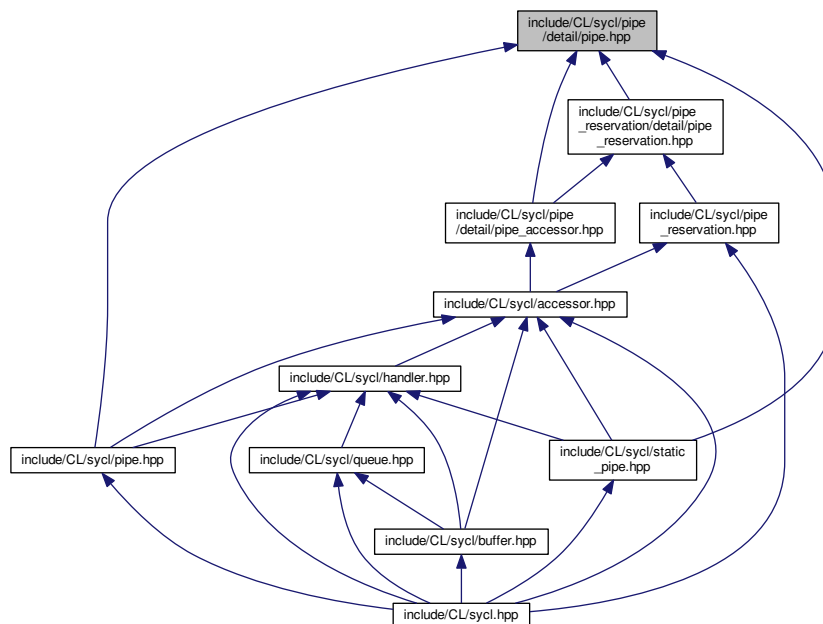 include/CL/sycl/pipe
/detail/pipe.hpp
include/CL/sycl/pipe
_reservation/detail/pipe
_reservation.hpp
include/CL/sycl/pipe
/detail/pipe_accessor.hpp
include/CL/sycl/pipe
_reservation.hpp
include/CL/sycl/accessor.hpp
include/CL/sycl/handler.hpp
include/CL/sycl/pipe.hpp
include/CL/sycl/queue.hpp
include/CL/sycl/static
_pipe.hpp
include/CL/sycl/buffer.hpp
include/CL/sycl.hpp